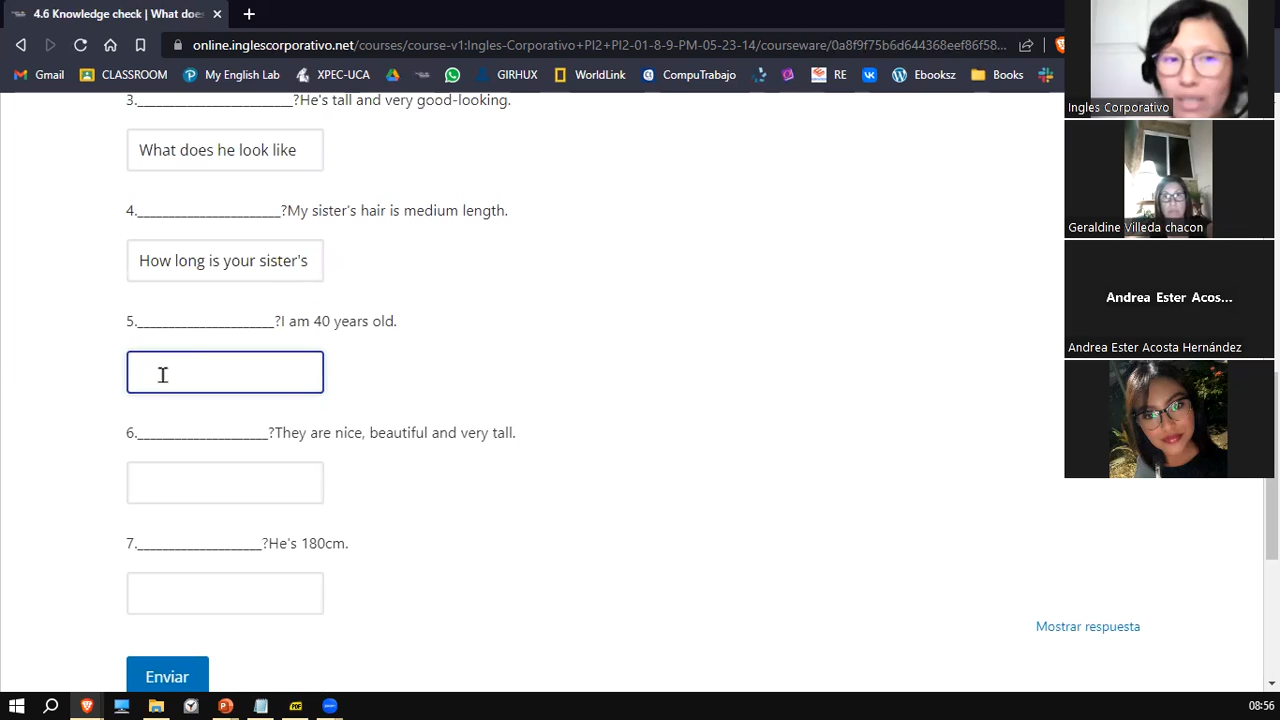 4.6 Knowledge check | What does
online.inglescorporativo.net/courses/course-v1:Ingles-Corporativo+PI2+PI2-01-8-9-PM-05-23-14/courseware/0a8f9f75b6d644368eef86f58...
Gmail CLASSROOM My English Lab XPEC-UCA GIRHUX WorldLink CompuTrabajo RE VK Ebooksz Books
3.______________________?He's tall and very good-looking.
What does he look like
4.____________________?My sister's hair is medium length.
How long is your sister's
5.___________________?I am 40 years old.
6.__________________?They are nice, beautiful and very tall.
7._________________?He's 180cm.
Mostrar respuesta
Enviar
Ingles Corporativo
Geraldine Villeda chacon
Andrea Ester Acos...
Andrea Ester Acosta Hernández
PDF
08:56